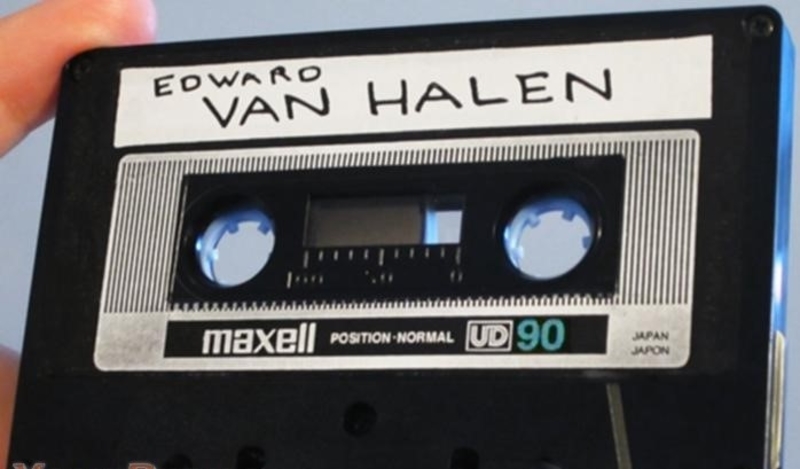 EDWARD
VAN HALEN
maxell POSITION-NORMAL UD 90
JAPAN
JAPON